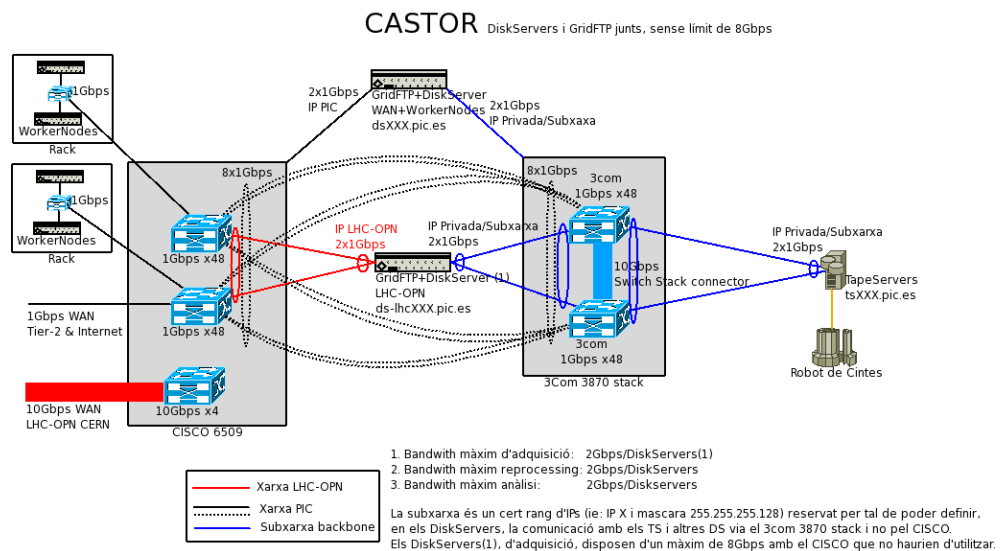 CASTOR DiskServers i GridFTP junts, sense límit de 8Gbps
1Gbps
WorkerNodes
Rack
1Gbps
WorkerNodes
Rack
2x1Gbps
IP PIC
GridFTP+DiskServer
WAN+WorkerNodes
dsXXX.pic.es
2x1Gbps
IP Privada/Subxaxa
8x1Gbps
8x1Gbps
3com
1Gbps x48
1Gbps x48
IP LHC-OPN
2x1Gbps
IP Privada/Subxarxa
2x1Gbps
GridFTP+DiskServer (1)
LHC-OPN
ds-lhcXXX.pic.es
10Gbps
Switch Stack connector
IP Privada/Subxarxa
2x1Gbps
TapeServers
tsXXX.pic.es
1Gbps WAN
Tier-2 & Internet
1Gbps x48
3com
1Gbps x48
Robot de Cintes
3Com 3870 stack
10Gbps WAN
LHC-OPN CERN
10Gbps x4
CISCO 6509
Xarxa LHC-OPN
Xarxa PIC
Subxarxa backbone
1. Bandwith màxim d'adquisició: 2Gbps/DiskServers(1)
2. Bandwith màxim reprocessing: 2Gbps/DiskServers
3. Bandwith màxim anàlisi: 2Gbps/Diskservers
La subxarxa és un cert rang d'IPs (ie: IP X i mascara 255.255.255.128) reservat per tal de poder definir,
en els DiskServers, la comunicació amb els TS i altres DS via el 3com 3870 stack i no pel CISCO.
Els DiskServers(1), d'adquisició, disposen d'un màxim de 8Gbps amb el CISCO que no haurien d'utilitzar.